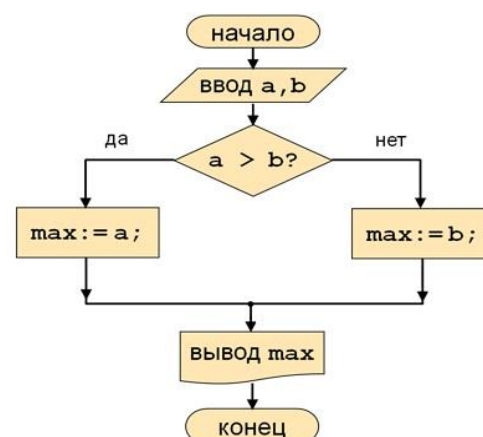 начало
ввод a,b
да
a > b?
нет
max:= a;
max:= b;
вывод max
конец